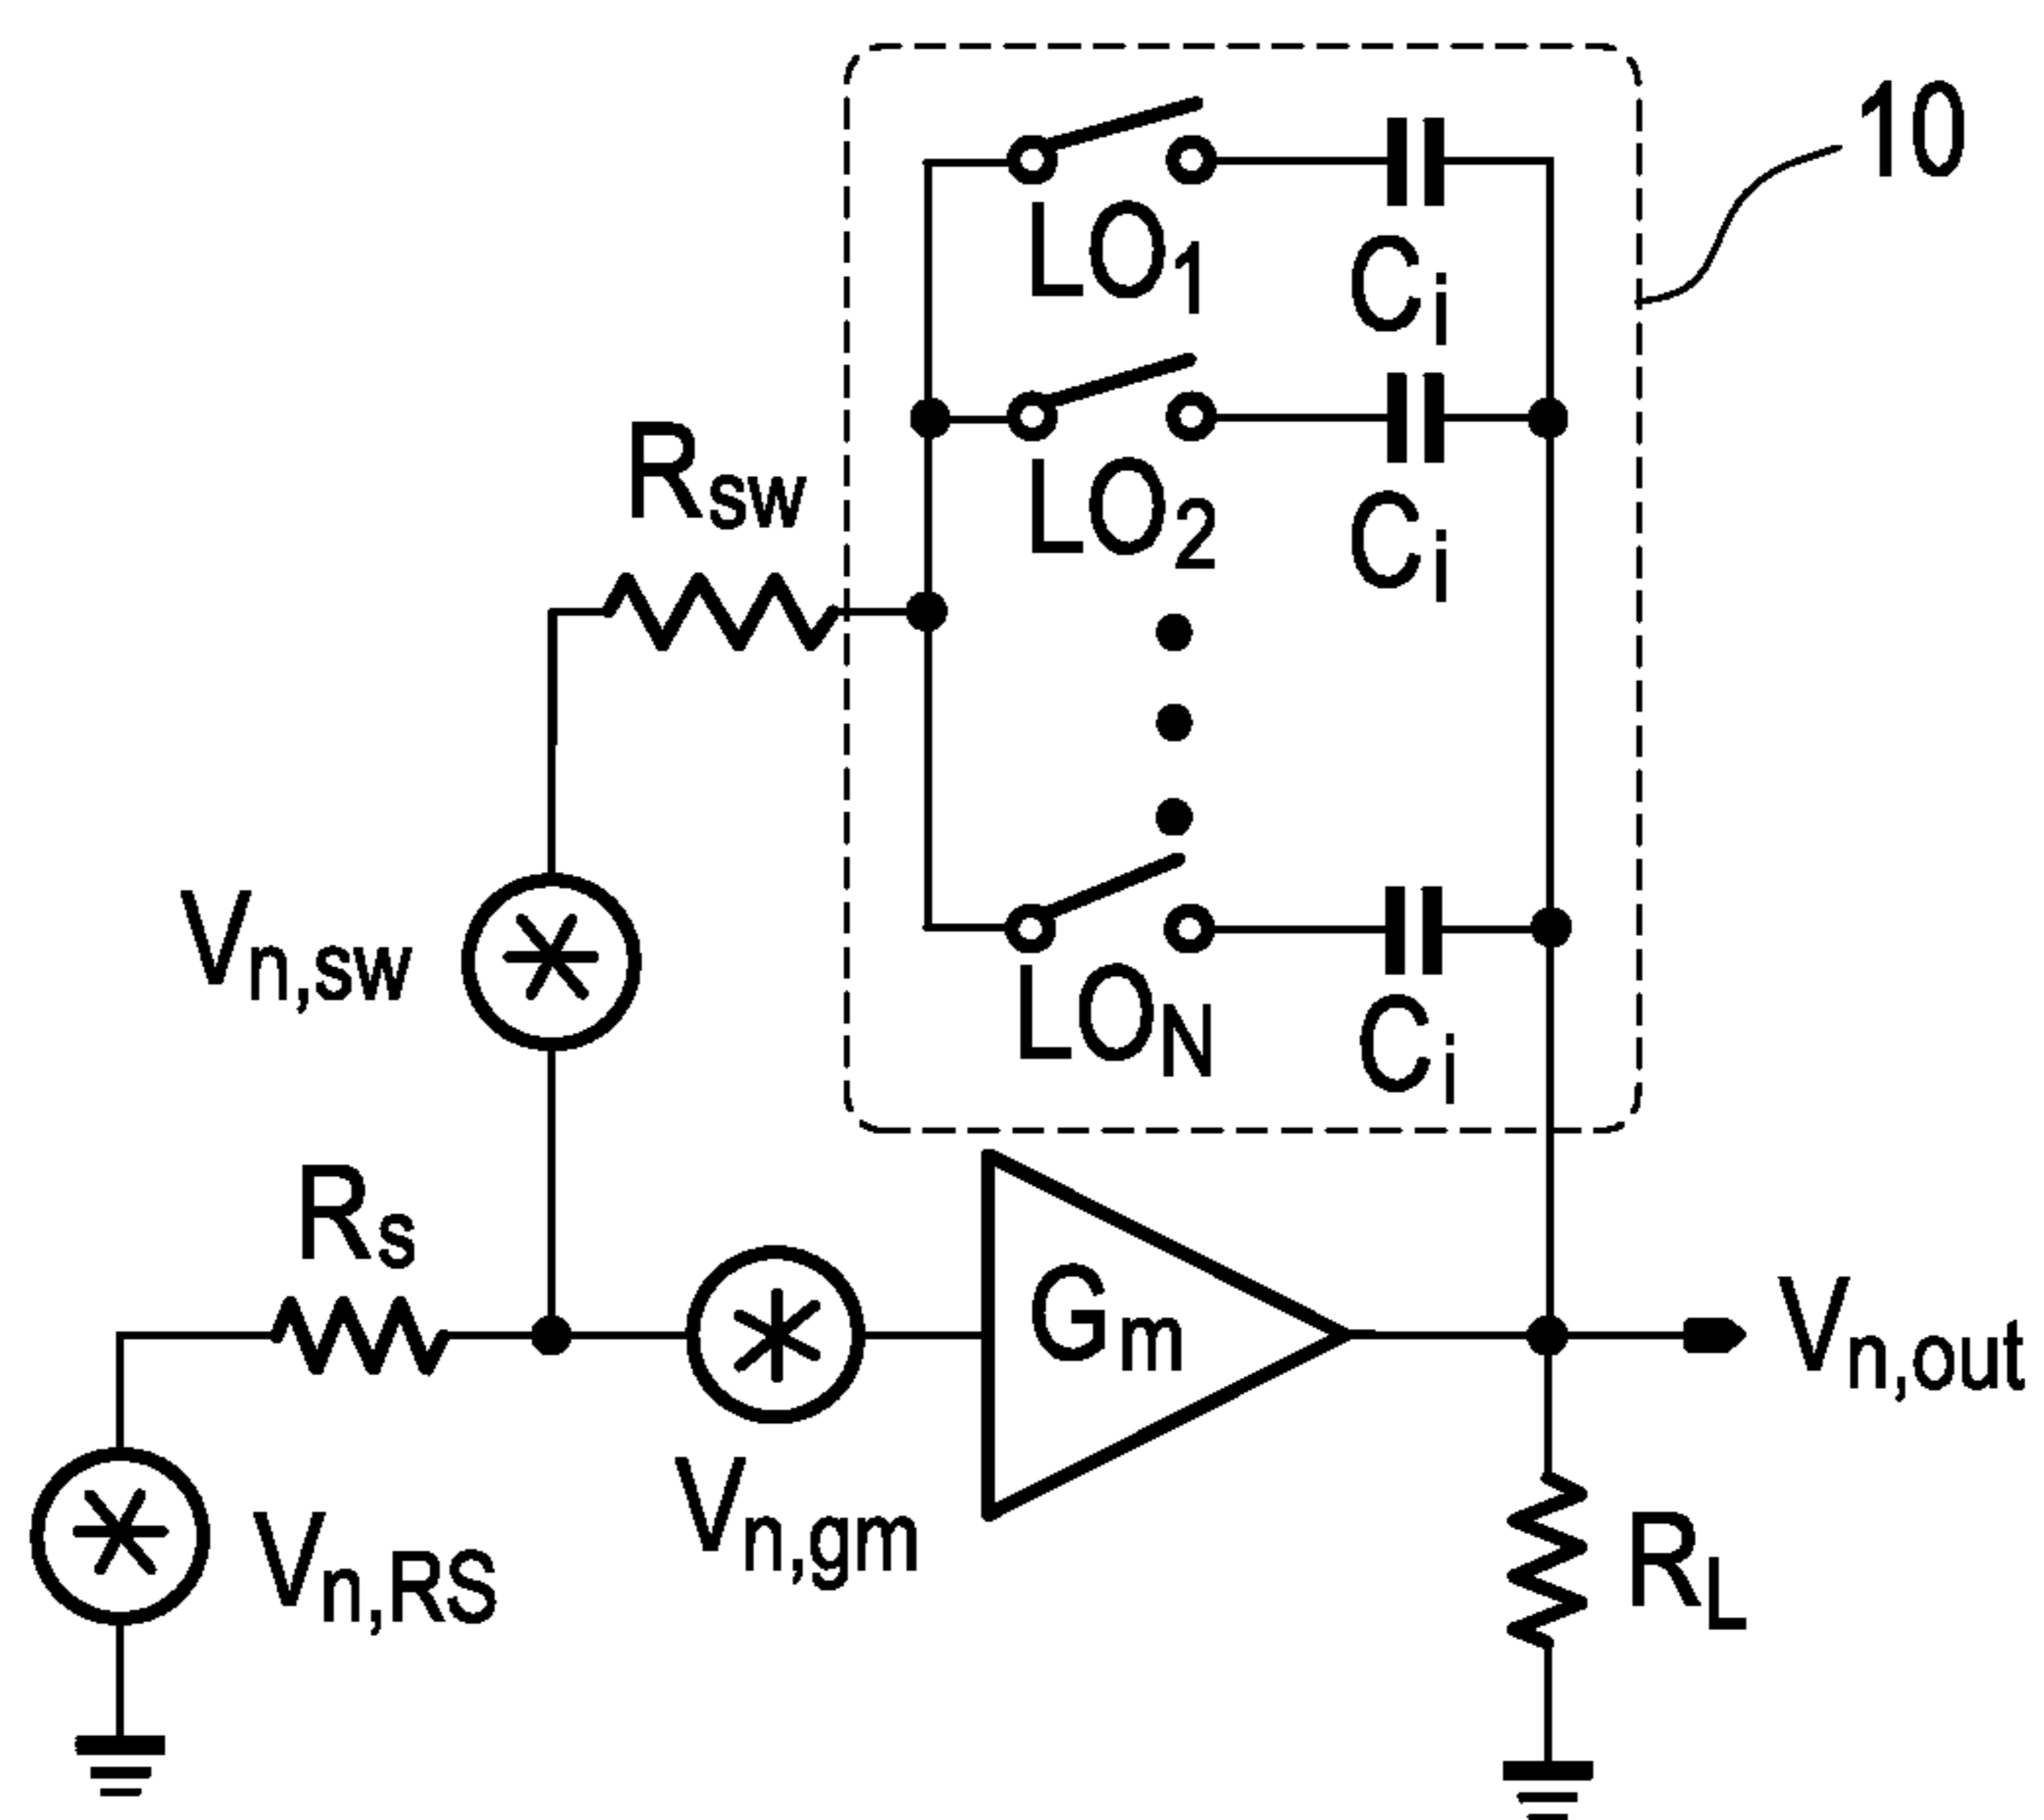 10
LO1
Ci
Rsw
LO2
Ci
Vn,sw
LON
Ci
Rs
Gm
Vn,out
Vn,RS
Vn,gm
RL